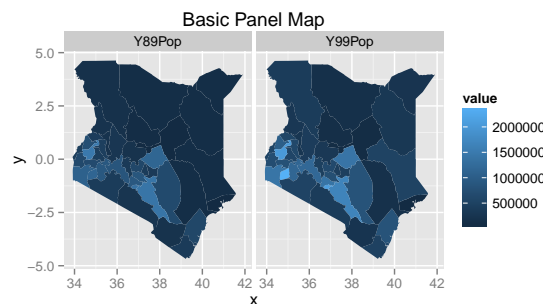 Basic Panel Map
Y89Pop
Y99Pop
5.0
2.5
0.0
−2.5
−5.0
y
34 36 38 40 42
34 36 38 40 42
x
value
2000000
1500000
1000000
500000